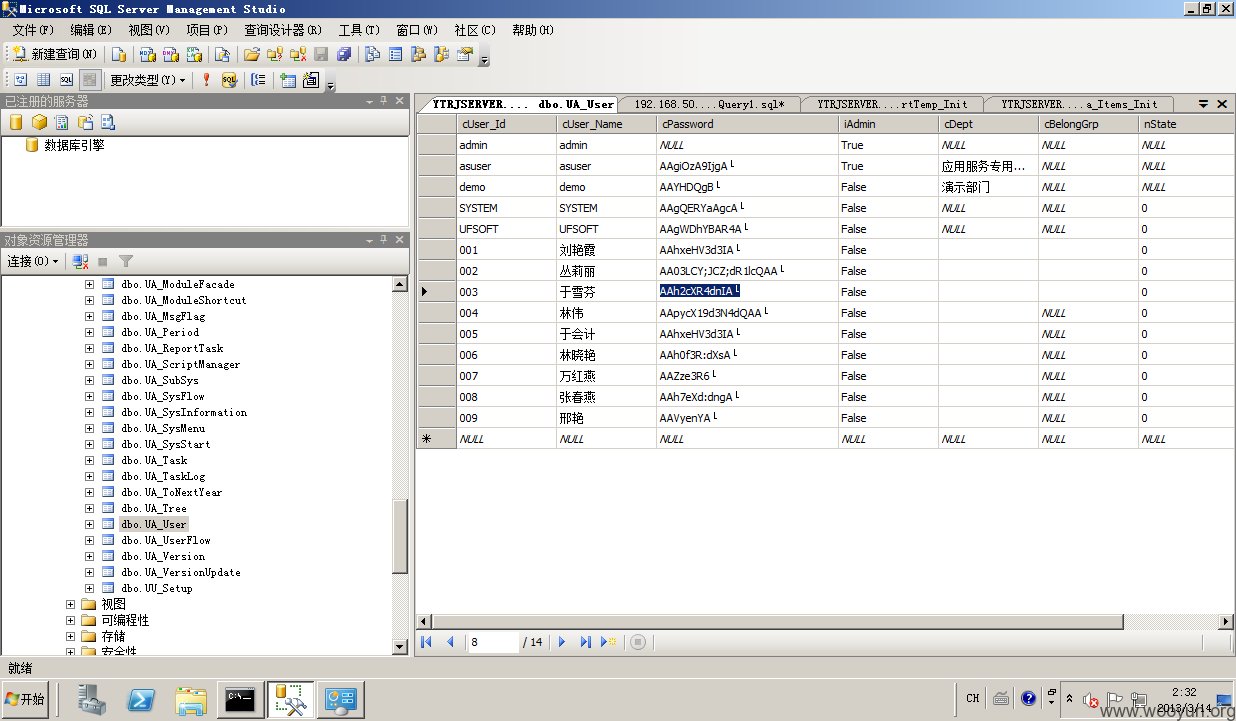 Microsoft SQL Server Management Studio
文件(F) 编辑(E) 视图(V) 项目(P) 查询设计器(R) 工具(T) 窗口(W) 社区(C) 帮助(H)
新建查询(N)
更改类型(Y)
已注册的服务器
数据库引擎
对象资源管理器
连接(O)
dbo.UA_ModuleFacade
dbo.UA_ModuleShortcut
dbo.UA_MsgFlag
dbo.UA_Period
dbo.UA_ReportTask
dbo.UA_ScriptManager
dbo.UA_SubSys
dbo.UA_SysFlow
dbo.UA_SysInformation
dbo.UA_SysMenu
dbo.UA_SysStart
dbo.UA_Task
dbo.UA_TaskLog
dbo.UA_ToNextYear
dbo.UA_Tree
dbo.UA_User
dbo.UA_UserFlow
dbo.UA_Version
dbo.UA_VersionUpdate
dbo.UU_Setup
视图
可编程性
存储
安全性
YTRJSERVER.... dbo.UA_User 192.168.50....Query1.sql* YTRJSERVER....rtTemp_Init YTRJSERVER....a_Items_Init
cUser_Id cUser_Name cPassword iAdmin cDept cBelongGrp nState
admin admin NULL True NULL NULL NULL
asuser asuser AAgiOzA9IjgA True 应用服务专用... NULL NULL
demo demo AAYHDQgB False 演示部门 NULL NULL
SYSTEM SYSTEM AAgQERYaAgcA False NULL NULL 0
UFSOFT UFSOFT AAgWDhYBAR4A False NULL NULL 0
001 刘艳霞 AAhxeHV3d3IA False 0
002 丛莉丽 AA03LCY;JCZ;dR1lcQAA False 0
003 于雪芬 AAh2cXR4dnIA False 0
004 林伟 AApycX19d3N4dQAA False NULL 0
005 于会计 AAhxeHV3d3IA False NULL 0
006 林晓艳 AAh0f3R:dXsA False NULL 0
007 万红燕 AAZze3R6 False NULL 0
008 张春燕 AAh7eXd:dngA False NULL 0
009 邢艳 AAVyenYA False NULL 0
NULL NULL NULL NULL NULL NULL NULL
8 / 14
就绪
开始 CH 2:32
2013/3/14
www.wooyun.org